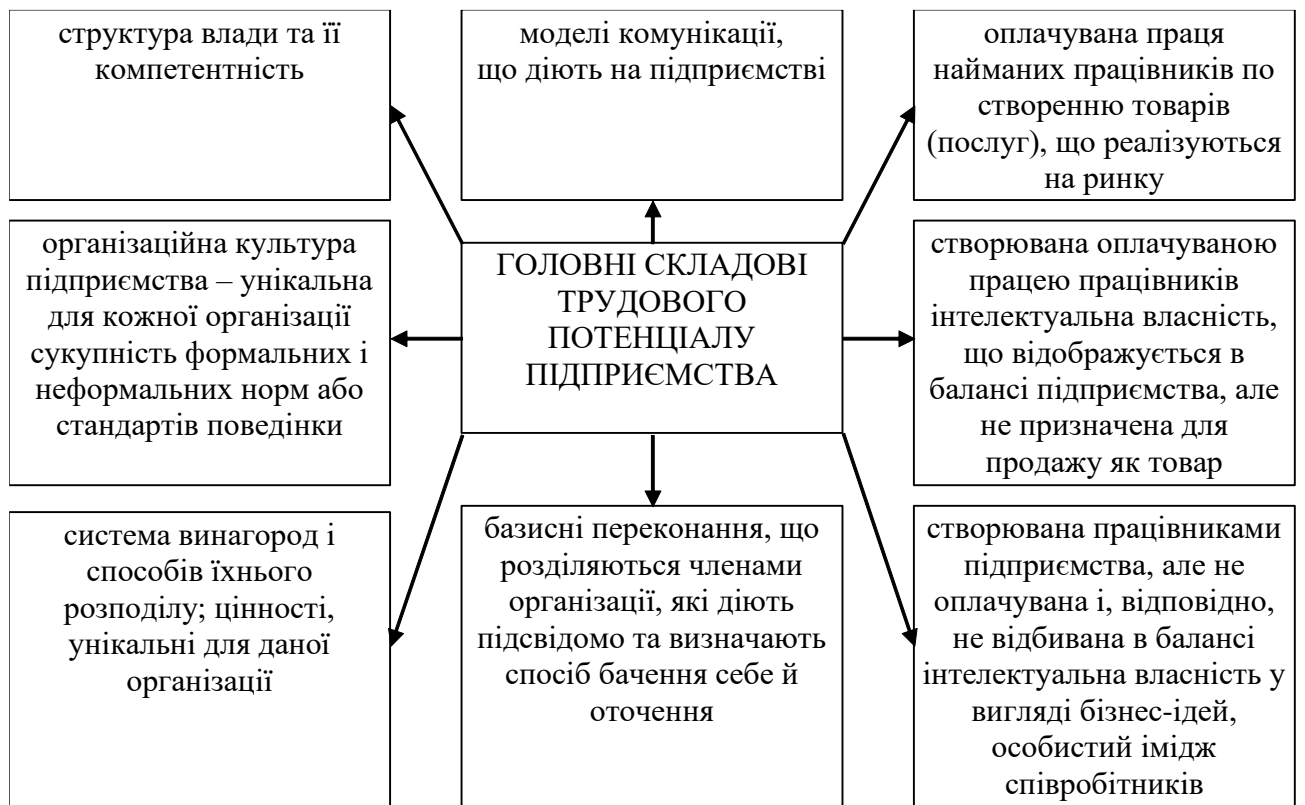 структура влади та її
компетентність
моделі комунікації,
що діють на підприємстві
оплачувана праця
найманих працівників по
створенню товарів
(послуг), що реалізуються
на ринку
організаційна культура
підприємства – унікальна
для кожної організації
сукупність формальних і
неформальних норм або
стандартів поведінки
ГОЛОВНІ СКЛАДОВІ
ТРУДОВОГО
ПОТЕНЦІАЛУ
ПІДПРИЄМСТВА
створювана оплачуваною
працею працівників
інтелектуальна власність,
що відображується в
балансі підприємства, але
не призначена для
продажу як товар
система винагород і
способів їхнього
розподілу; цінності,
унікальні для даної
організації
базисні переконання, що
розділяються членами
організації, які діють
підсвідомо та визначають
спосіб бачення себе й
оточення
створювана працівниками
підприємства, але не
оплачувана і, відповідно,
не відбивана в балансі
інтелектуальна власність у
вигляді бізнес-ідей,
особистий імідж
співробітників